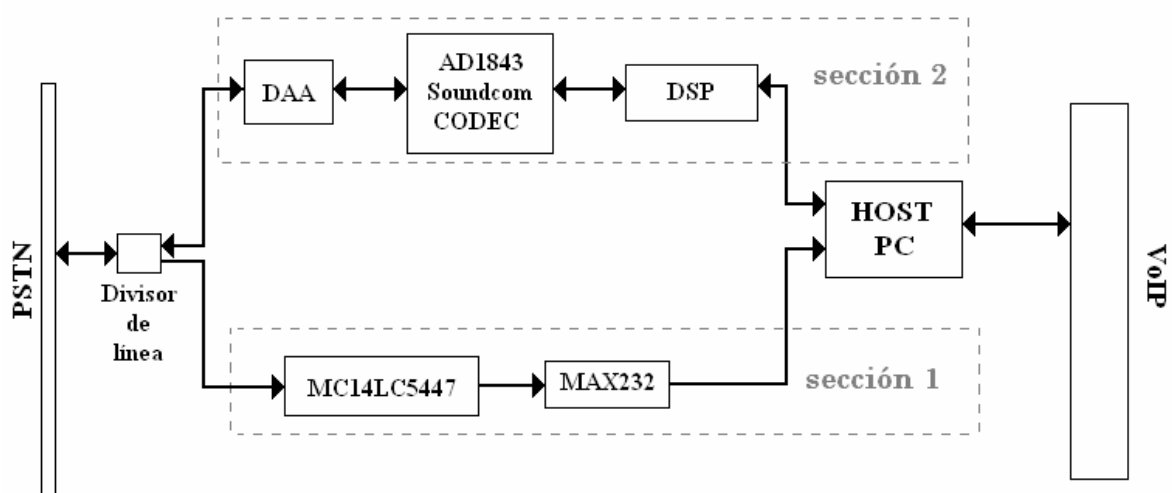 PSTN
Divisor
de
línea
DAA
AD1843
Soundcom
CODEC
DSP
sección 2
MC14LC5447
MAX232
sección 1
HOST
PC
VoIP